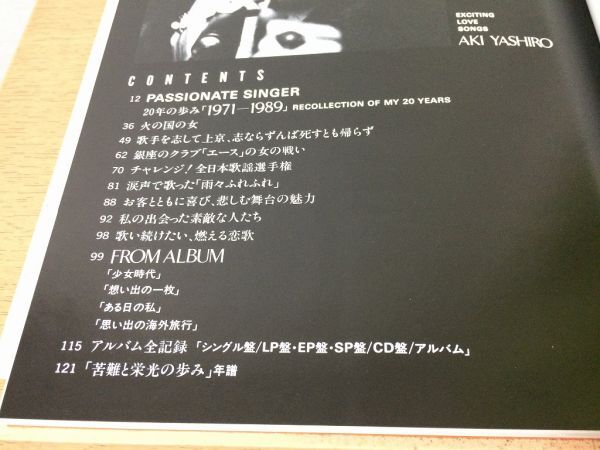 EXCITING
LOVE
SONGS
AKI YASHIRO
CONTENTS
12 PASSIONATE SINGER
20年の歩み「1971—1989」RECOLLECTION OF MY 20 YEARS
36 火の国の女
49 歌手を志して上京、志ならずんば死すとも帰らず
62 銀座のクラブ「エース」の女の戦い
70 チャレンジ!全日本歌謡選手権
81 涙声で歌った「雨々ふれふれ」
88 お客とともに喜び、悲しむ舞台の魅力
92 私の出会った素敵な人たち
98 歌い続けたい、燃える恋歌
99 FROM ALBUM
「少女時代」
「想い出の一枚」
「ある日の私」
「思い出の海外旅行」
115 アルバム全記録「シングル盤/LP盤・EP盤・SP盤/CD盤/アルバム」
121 「苦難と栄光の歩み」年譜